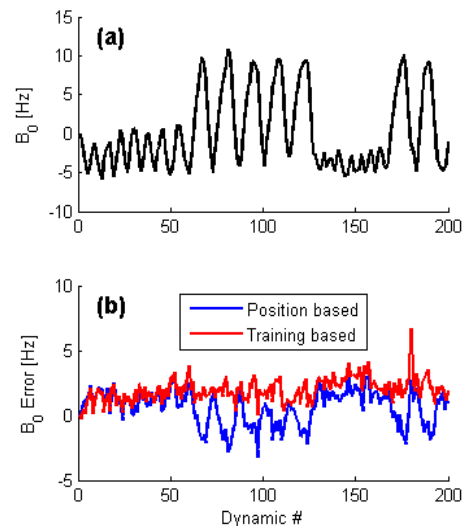 (a)
B₀ [Hz]
15
10
5
0
-5
-10
0 50 100 150 200
(b)
Position based
Training based
B₀ Error [Hz]
10
5
0
-5
0 50 100 150 200
Dynamic #